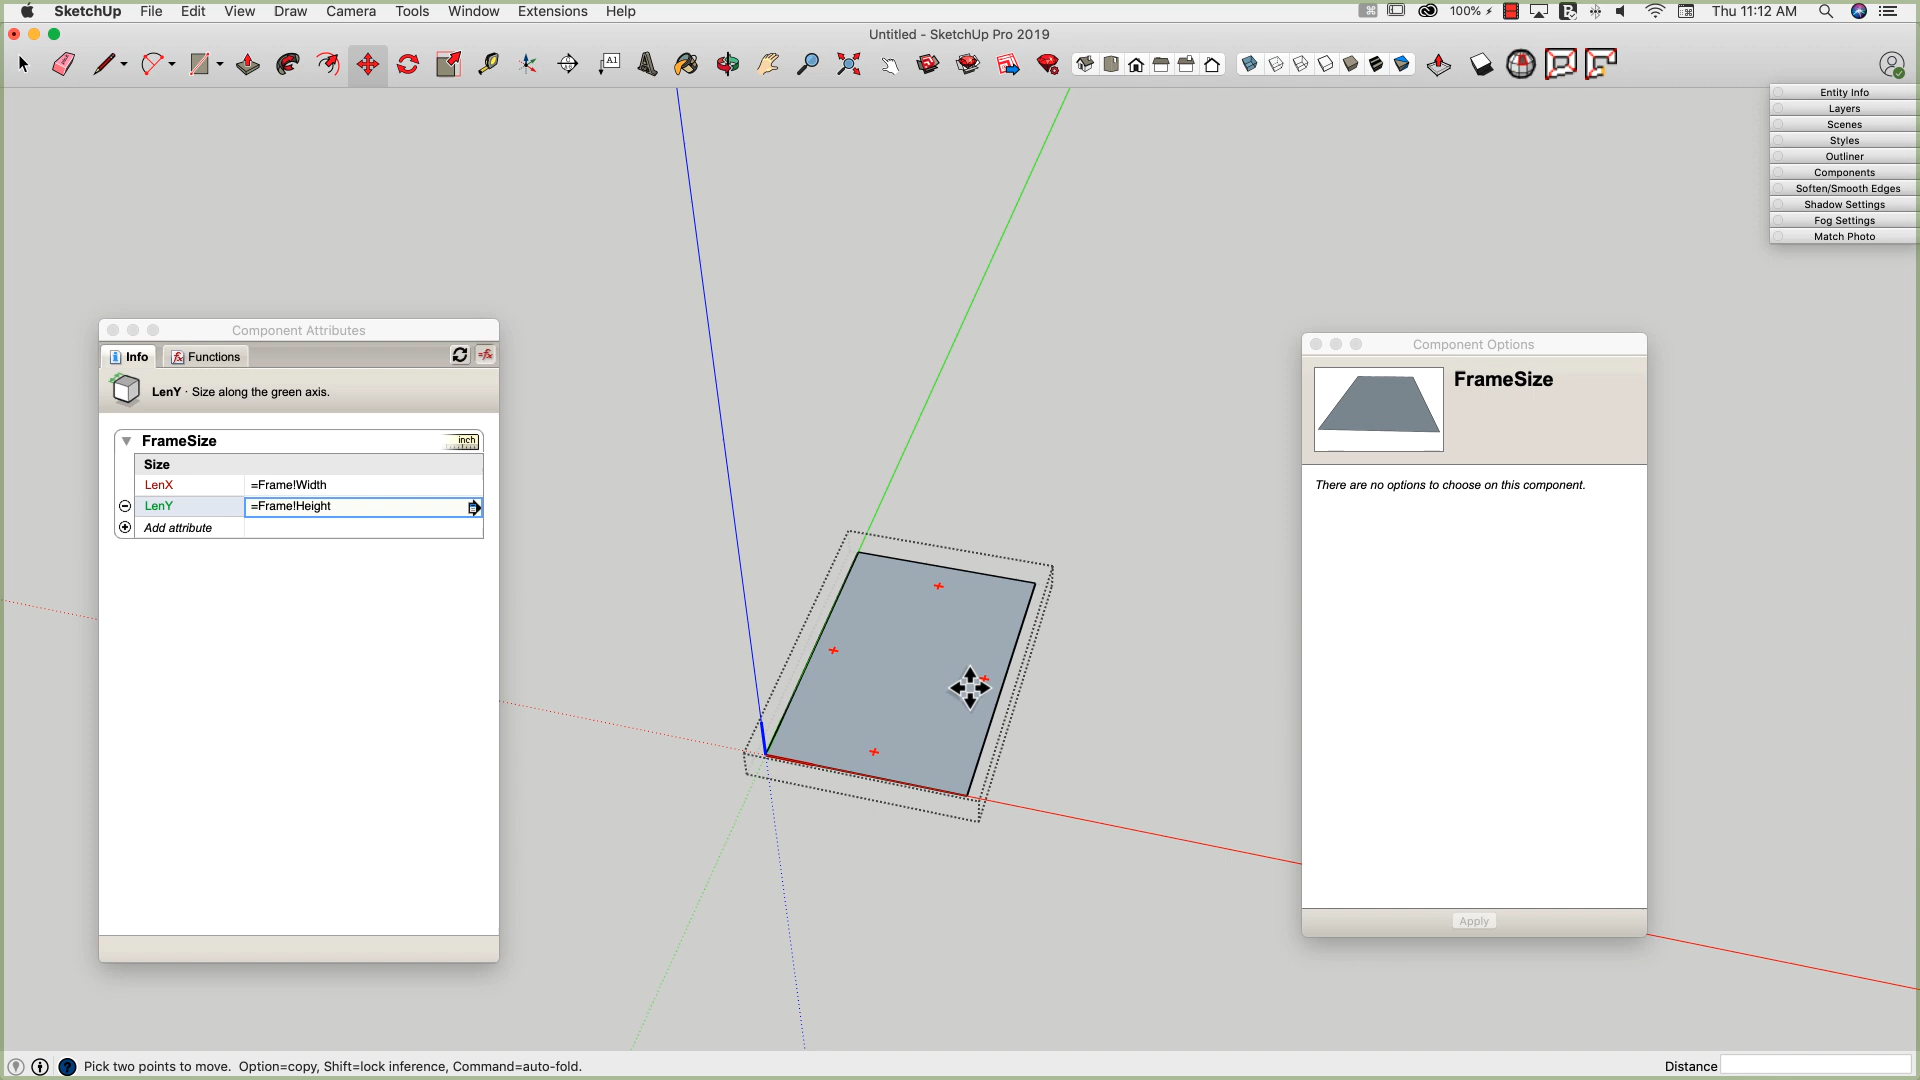 SketchUp File Edit View Draw Camera Tools Window Extensions Help 100% Thu 11:12 AM
Untitled - SketchUp Pro 2019
A1
Entity Info
Layers
Scenes
Styles
Outliner
Components
Soften/Smooth Edges
Shadow Settings
Fog Settings
Match Photo
Component Attributes
Info Functions =fx
LenY · Size along the green axis.
FrameSize inch
Size
LenX =Frame!Width
LenY =Frame!Height
Add attribute
Component Options
FrameSize
There are no options to choose on this component.
Apply
Pick two points to move. Option=copy, Shift=lock inference, Command=auto-fold.
Distance